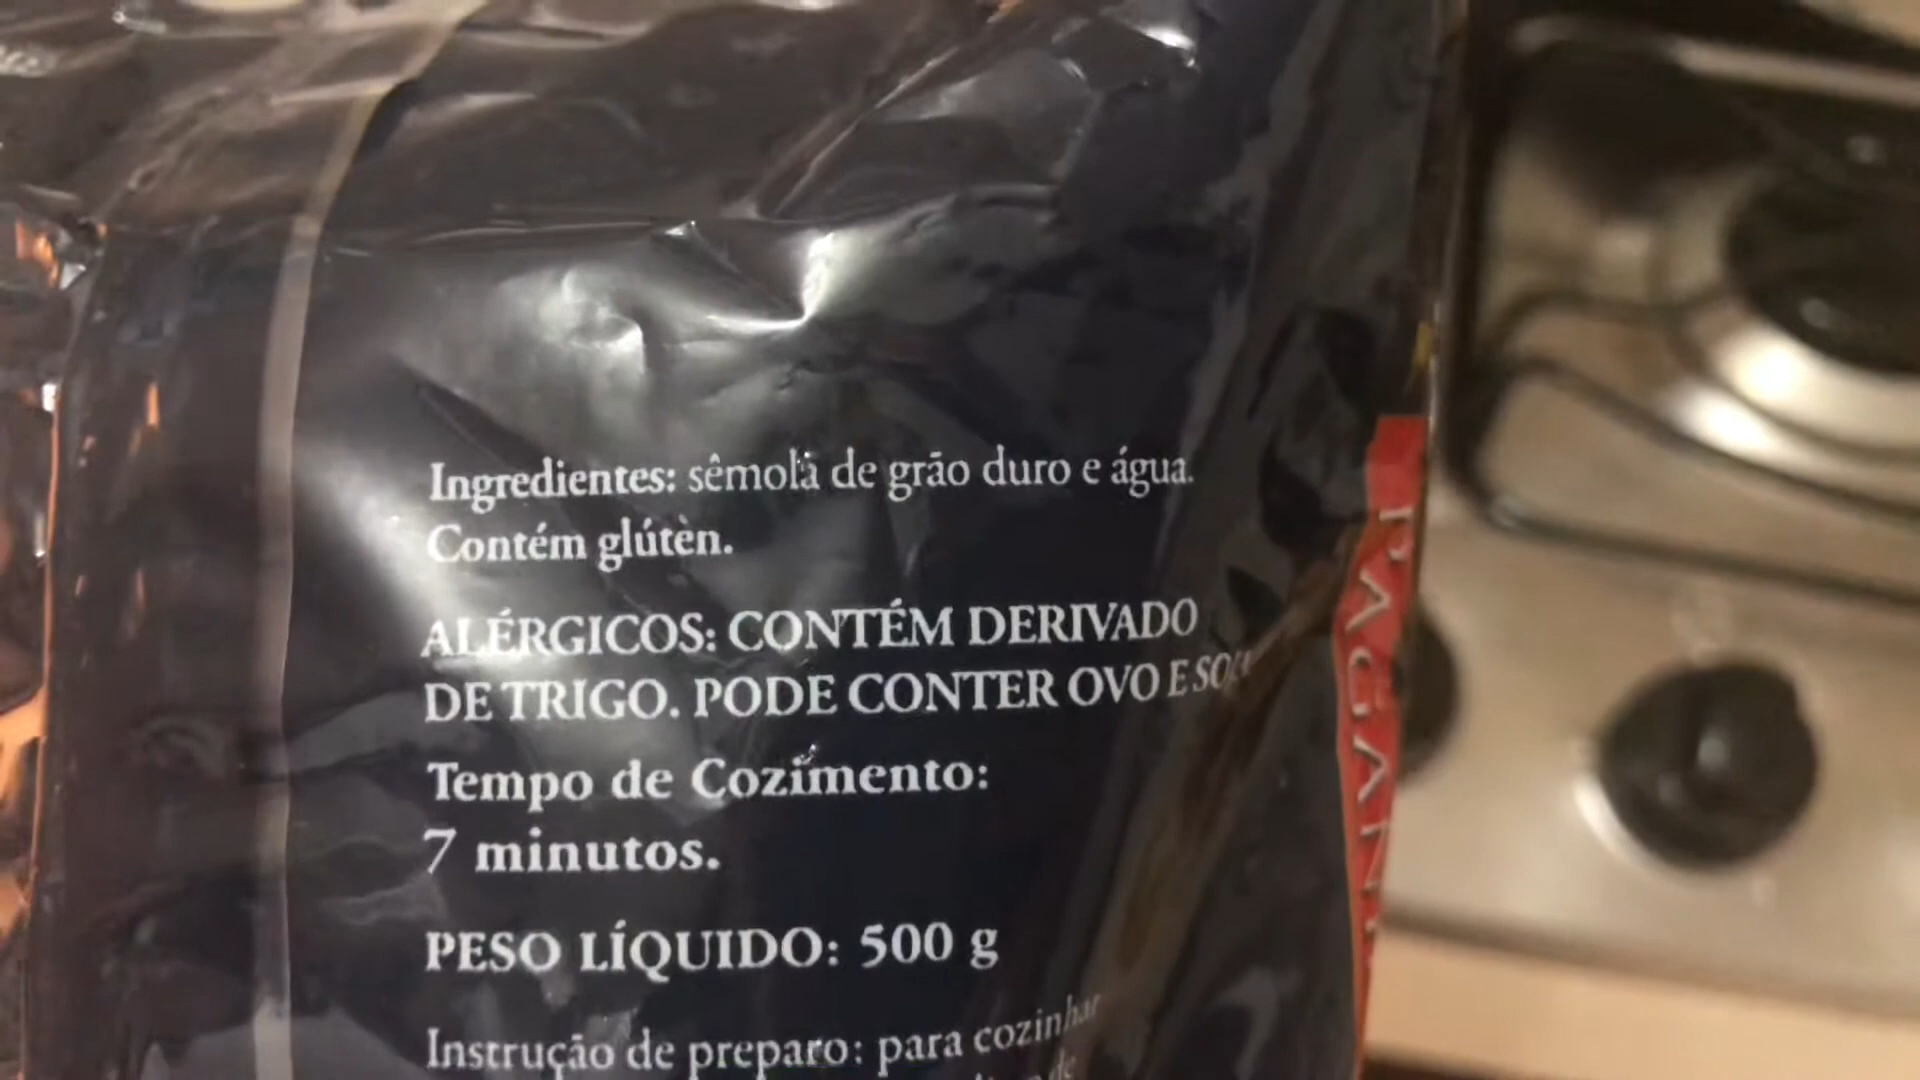 Ingredientes: sêmola de grão duro e água.
Contém glúten.
ALÉRGICOS: CONTÉM DERIVADO
DE TRIGO. PODE CONTER OVO E
Tempo de Cozimento:
7 minutos.
PESO LÍQUIDO: 500 g
Instrução de preparo: para cozinhar
de